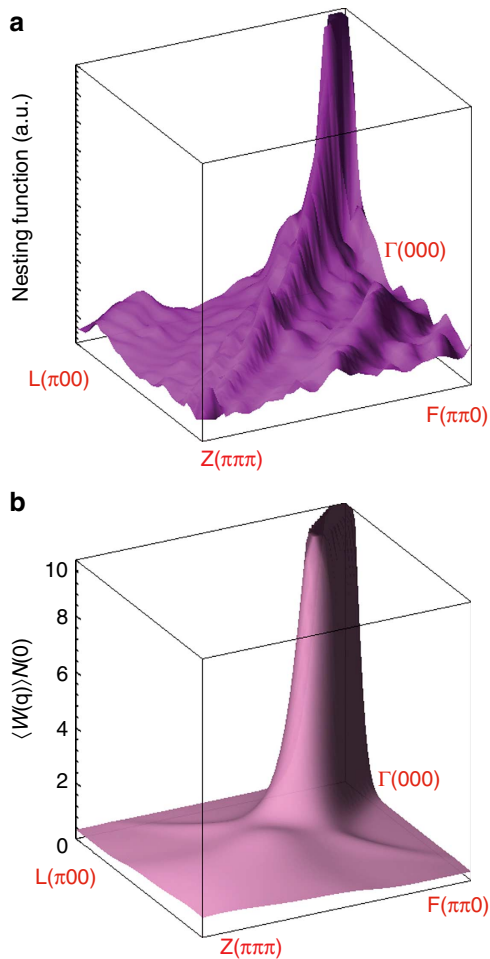 a
Nesting function (a.u.)
Γ(000)
L(π00)
F(ππ0)
Z(πππ)
b
10
8
6
4
2
0
⟨W(q)⟩N(0)
Γ(000)
L(π00)
F(ππ0)
Z(πππ)